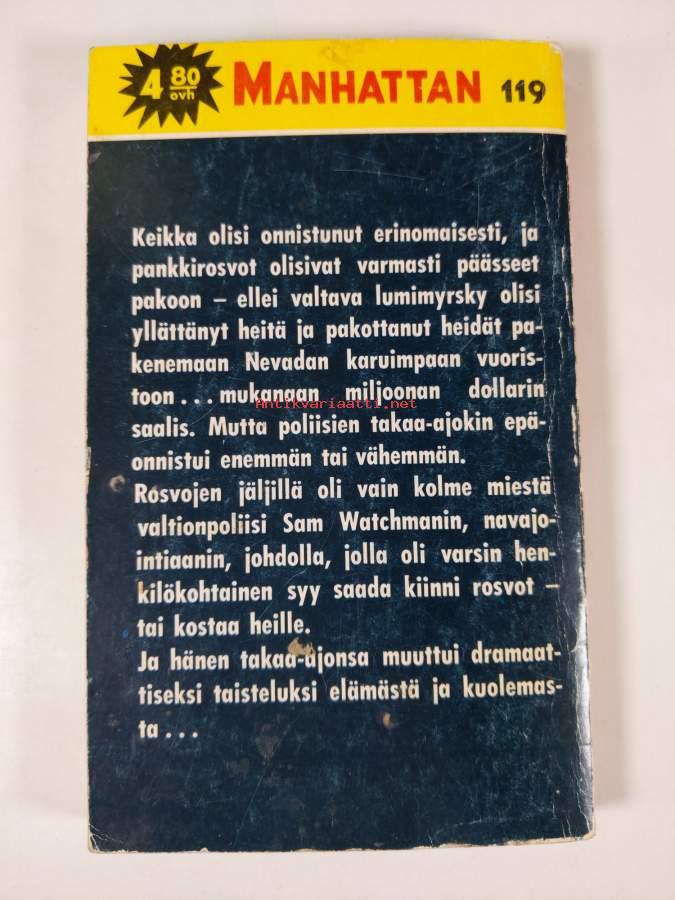 4 80 ovh MANHATTAN 119
Keikka olisi onnistunut erinomaisesti, ja
pankkirosvot olisivat varmasti päässeet
pakoon – ellei valtava lumimyrsky olisi
yllättänyt heitä ja pakottanut heidät pa-
kenemaan Nevadan karuimpaan vuoris-
toon... mukanaan miljoonan dollarin
Antikvariaatti.net
saalis. Mutta poliisien takaa-ajokin epä-
onnistui enemmän tai vähemmän.
Rosvojen jäljillä oli vain kolme miestä
valtionpoliisi Sam Watchmanin, navajo-
intiaanin, johdolla, jolla oli varsin hen-
kilökohtainen syy saada kiinni rosvot –
tai kostaa heille.
Ja hänen takaa-ajonsa muuttui dramaat-
tiseksi taisteluksi elämästä ja kuolemas-
ta...